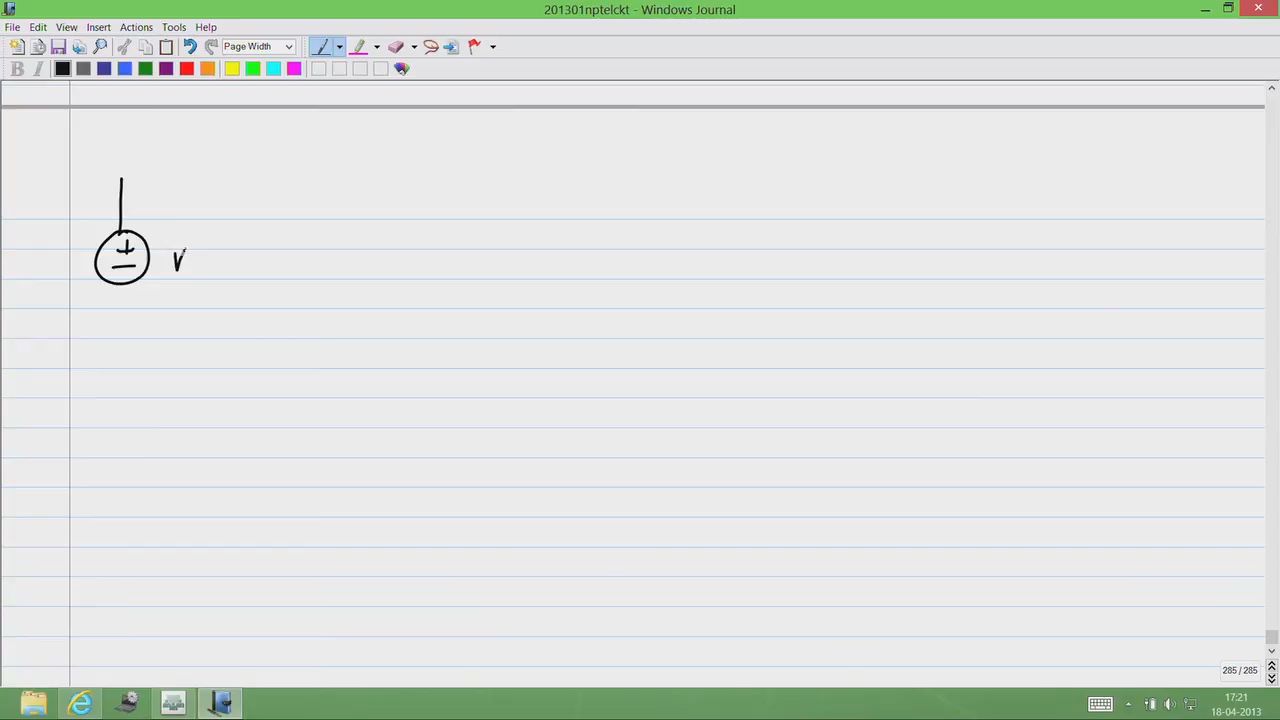 201301nptelckt - Windows Journal
File Edit View Insert Actions Tools Help
Page Width
B I
+
−
V
285 / 285
17:21
18-04-2013